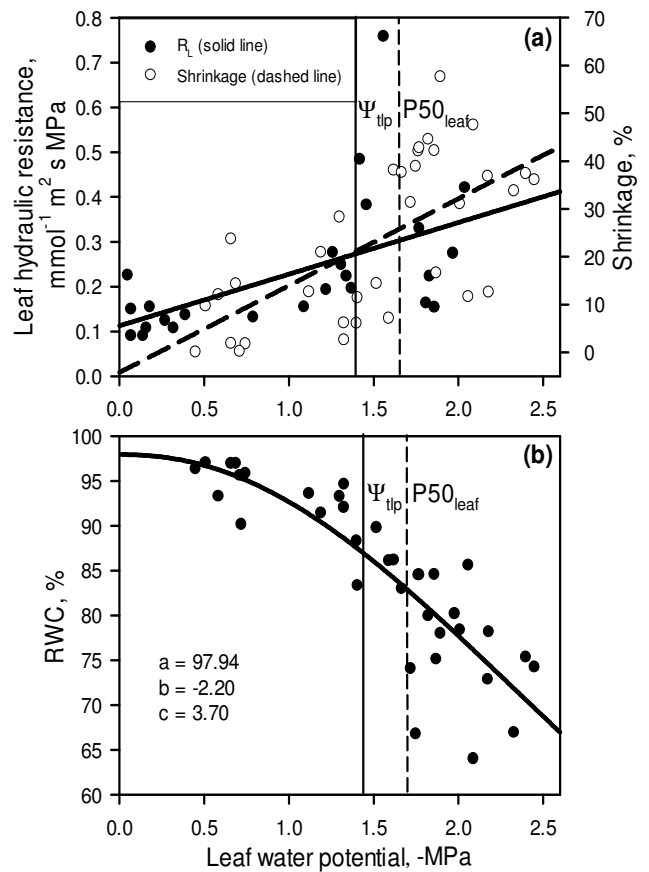 (a)
R_L (solid line)
Shrinkage (dashed line)
Ψ_tlp
P50_leaf
Leaf hydraulic resistance,
mmol⁻¹ m² s MPa
0.8
0.7
0.6
0.5
0.4
0.3
0.2
0.1
0.0
Shrinkage, %
70
60
50
40
30
20
10
0
0.0 0.5 1.0 1.5 2.0 2.5
(b)
Ψ_tlp
P50_leaf
RWC, %
100
95
90
85
80
75
70
65
60
a = 97.94
b = -2.20
c = 3.70
0.0 0.5 1.0 1.5 2.0 2.5
Leaf water potential, -MPa